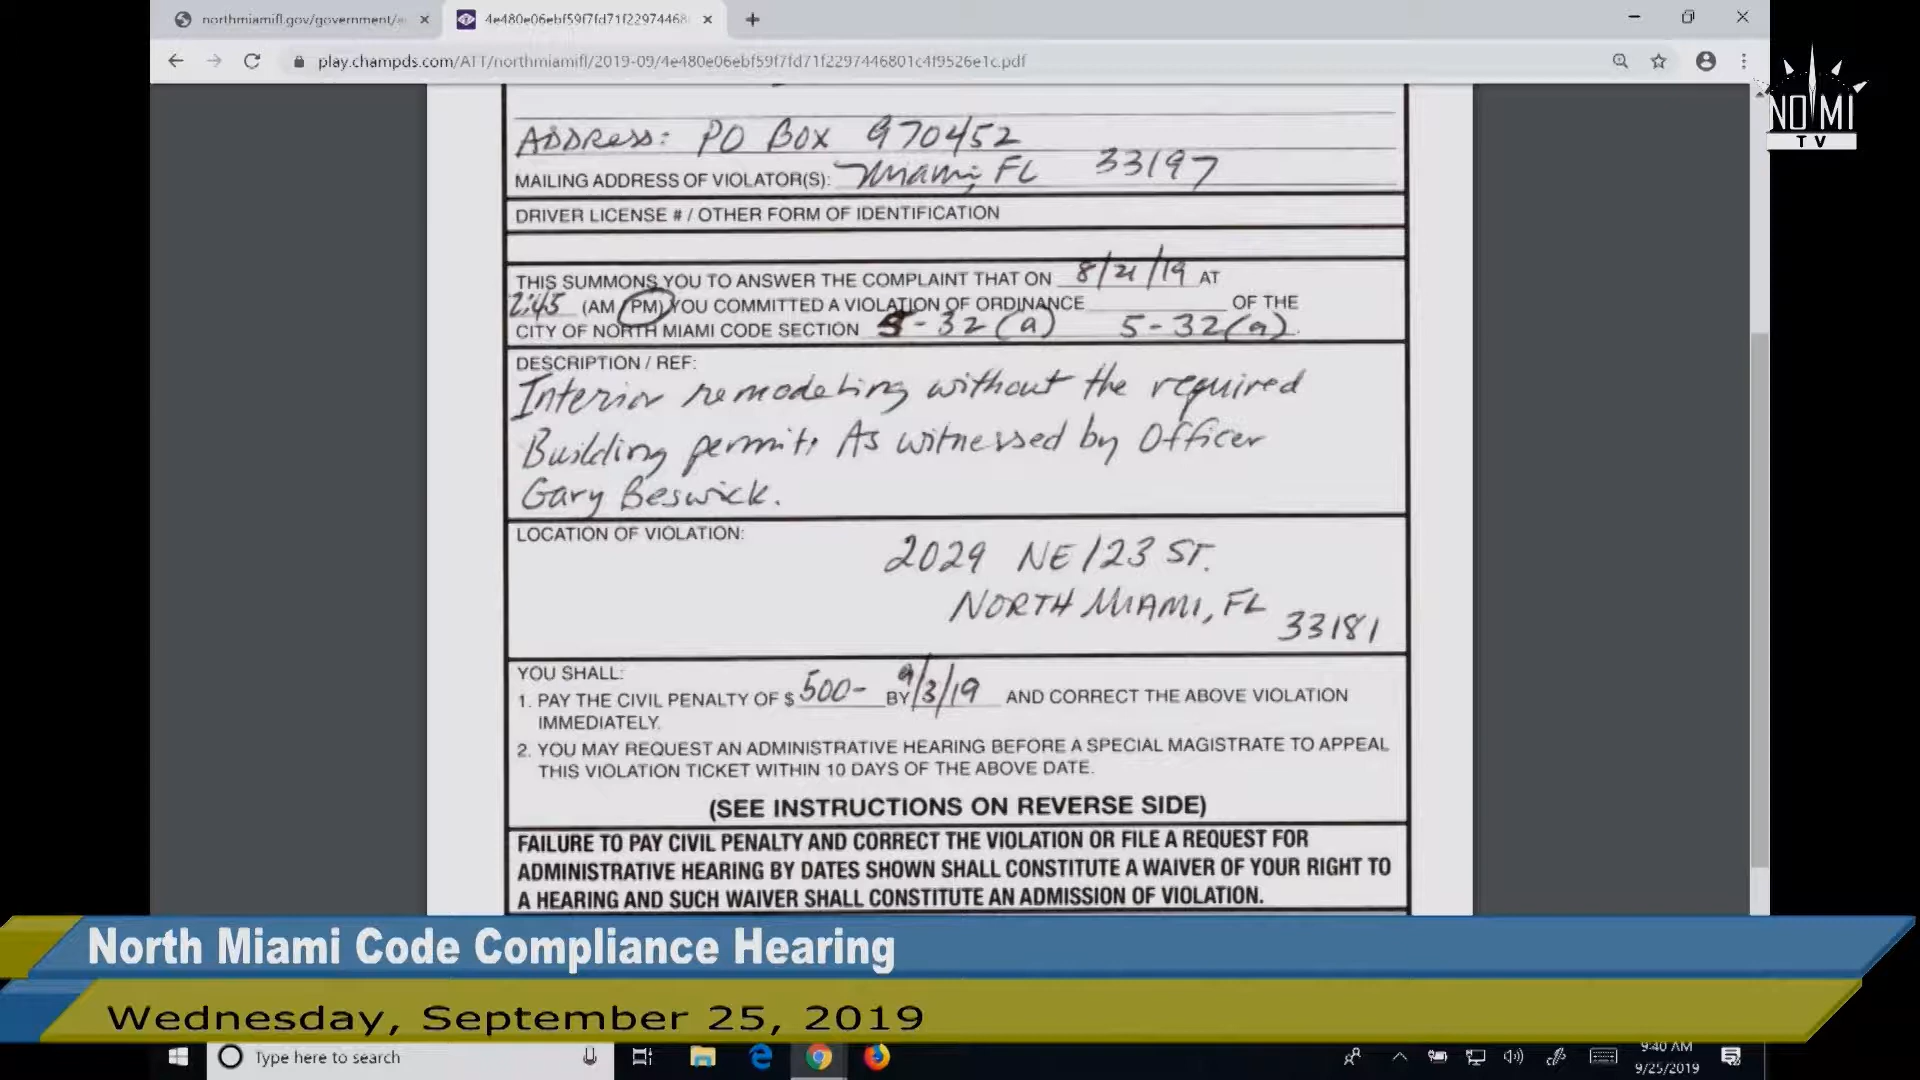 northmiamifl.gov/government/
4e480e06ebf59f7fd71f229744680
play.champds.com/ATT/northmiamifl/2019-09/4e480e06ebf59f7fd71f2297446801c4f9526e1c.pdf
NOMI
TV
ADDRESS: PO Box 970452
MAILING ADDRESS OF VIOLATOR(S): Miami, FL 33197
DRIVER LICENSE # / OTHER FORM OF IDENTIFICATION
THIS SUMMONS YOU TO ANSWER THE COMPLAINT THAT ON 8/21/19 AT
2:45 (AM PM) YOU COMMITTED A VIOLATION OF ORDINANCE OF THE
CITY OF NORTH MIAMI CODE SECTION 5-32(a) 5-32(a).
DESCRIPTION / REF:
Interior remodeling without the required
Building permit. As witnessed by Officer
Gary Beswick.
LOCATION OF VIOLATION:
2029 NE 123 ST.
NORTH MIAMI, FL
33181
YOU SHALL:
1. PAY THE CIVIL PENALTY OF $ 500- BY 9/3/19 AND CORRECT THE ABOVE VIOLATION
IMMEDIATELY.
2. YOU MAY REQUEST AN ADMINISTRATIVE HEARING BEFORE A SPECIAL MAGISTRATE TO APPEAL
THIS VIOLATION TICKET WITHIN 10 DAYS OF THE ABOVE DATE.
(SEE INSTRUCTIONS ON REVERSE SIDE)
FAILURE TO PAY CIVIL PENALTY AND CORRECT THE VIOLATION OR FILE A REQUEST FOR
ADMINISTRATIVE HEARING BY DATES SHOWN SHALL CONSTITUTE A WAIVER OF YOUR RIGHT TO
A HEARING AND SUCH WAIVER SHALL CONSTITUTE AN ADMISSION OF VIOLATION.
North Miami Code Compliance Hearing
Wednesday, September 25, 2019
Type here to search
9:40 AM
9/25/2019